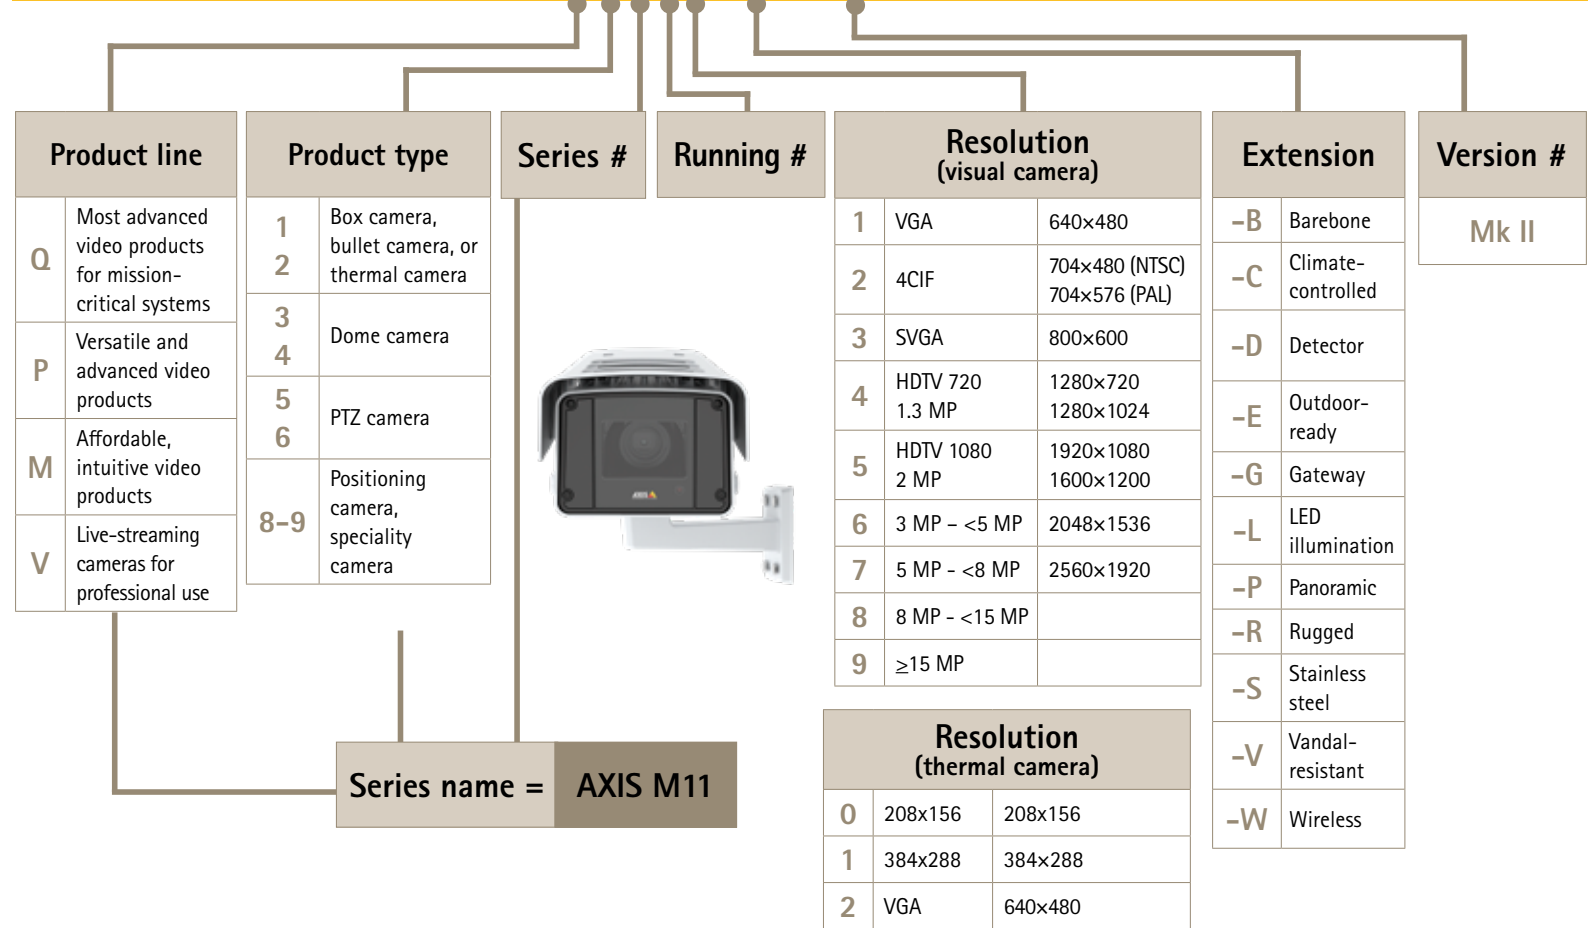 Product line
Q
Most advanced
video products
for mission-
critical systems
P
Versatile and
advanced video
products
M
Affordable,
intuitive video
products
V
Live-streaming
cameras for
professional use
Product type
1
2
Box camera,
bullet camera, or
thermal camera
3
4
Dome camera
5
6
PTZ camera
8-9
Positioning
camera,
speciality
camera
Series #
Running #
AXIS
Series name = AXIS M11
Resolution
(visual camera)
1 VGA 640×480
2 4CIF 704×480 (NTSC)
704×576 (PAL)
3 SVGA 800×600
4 HDTV 720 1280×720
1.3 MP 1280×1024
5 HDTV 1080 1920×1080
2 MP 1600×1200
6 3 MP – <5 MP 2048×1536
7 5 MP - <8 MP 2560×1920
8 8 MP - <15 MP
9 ≥15 MP
Resolution
(thermal camera)
0 208x156 208x156
1 384x288 384×288
2 VGA 640×480
Extension
-B Barebone
-C Climate-
controlled
-D Detector
-E Outdoor-
ready
-G Gateway
-L LED
illumination
-P Panoramic
-R Rugged
-S Stainless
steel
-V Vandal-
resistant
-W Wireless
Version #
Mk II